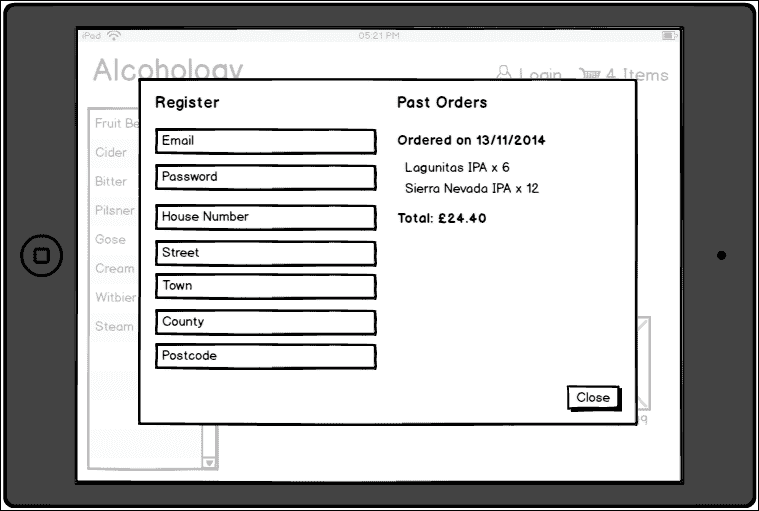 iPad
05:21 PM
Alcohology
Login
4 Items
Fruit Be
Cider
Bitter
Pilsner
Gose
Cream
Witbier
Steam
Register
Email
Password
House Number
Street
Town
County
Postcode
Past Orders
Ordered on 13/11/2014
Lagunitas IPA x 6
Sierra Nevada IPA x 12
Total: £24.40
Close